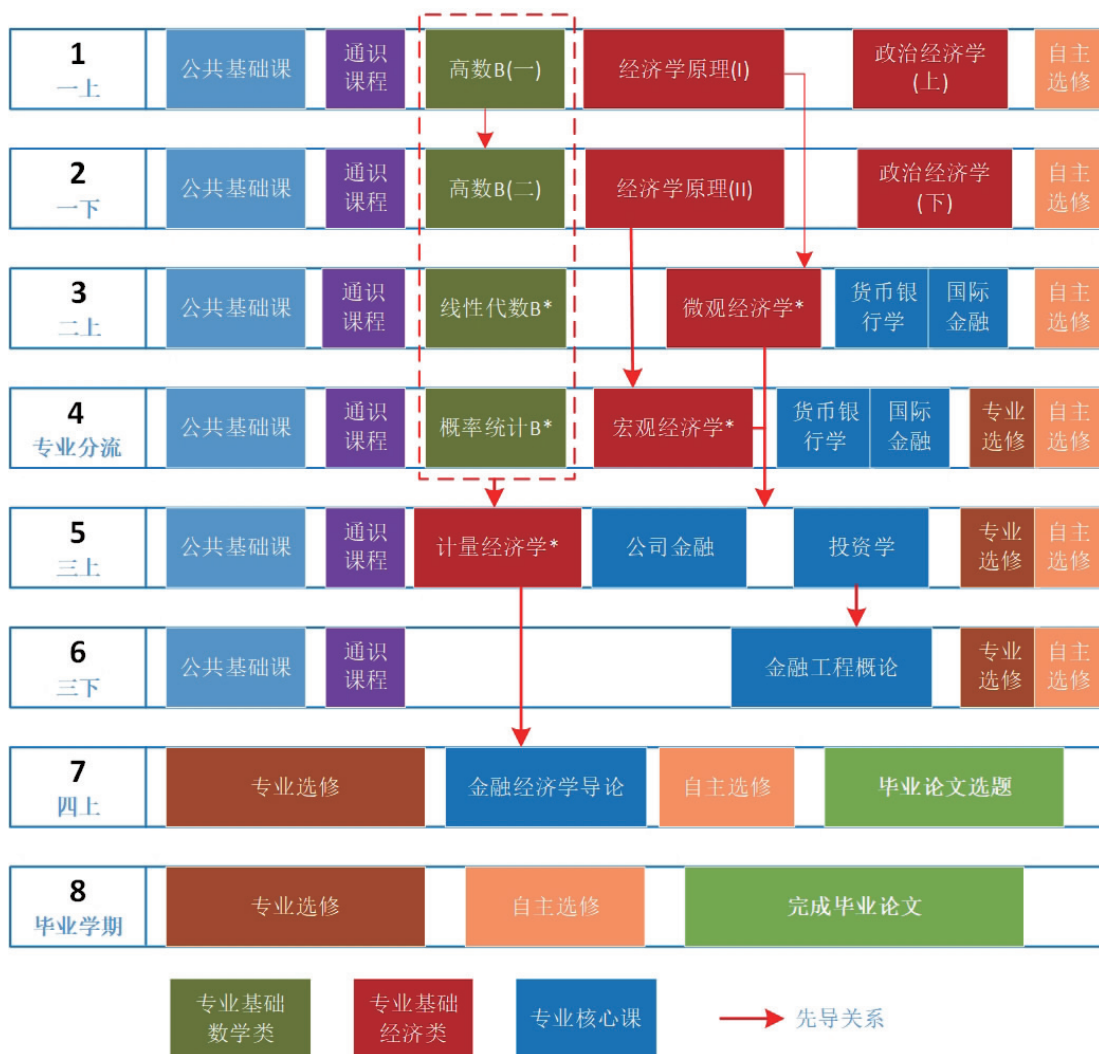 1
一上
公共基础课
通识
课程
高数B(一)
经济学原理(I)
政治经济学
(上)
自主
选修
2
一下
公共基础课
通识
课程
高数B(二)
经济学原理(II)
政治经济学
(下)
自主
选修
3
二上
公共基础课
通识
课程
线性代数B*
微观经济学*
货币银
行学
国际
金融
自主
选修
4
专业分流
公共基础课
通识
课程
概率统计B*
宏观经济学*
货币银
行学
国际
金融
专业
选修
自主
选修
5
三上
公共基础课
通识
课程
计量经济学*
公司金融
投资学
专业
选修
自主
选修
6
三下
公共基础课
通识
课程
金融工程概论
专业
选修
自主
选修
7
四上
专业选修
金融经济学导论
自主选修
毕业论文选题
8
毕业学期
专业选修
自主选修
完成毕业论文
专业基础
数学类
专业基础
经济类
专业核心课
先导关系